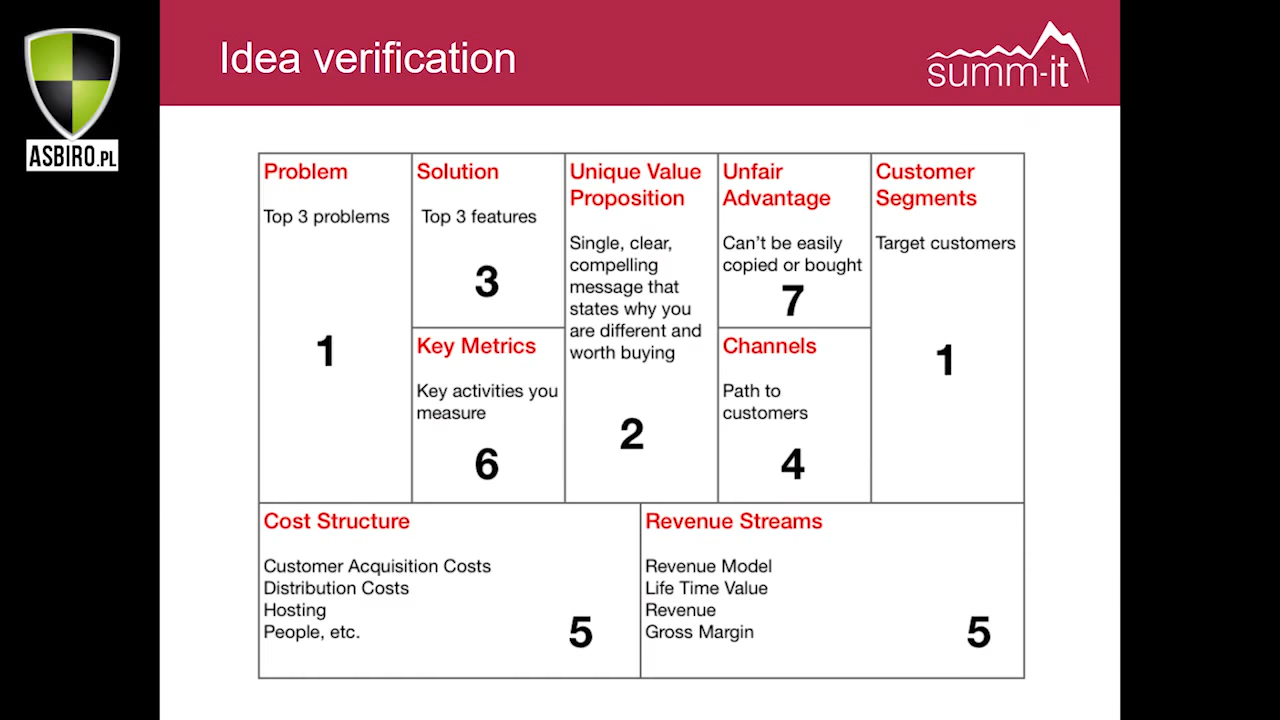 Idea verification
summ-it
ASBIRO.PL
Problem
Top 3 problems
1
Solution
Top 3 features
3
Key Metrics
Key activities you
measure
6
Unique Value
Proposition
Single, clear,
compelling
message that
states why you
are different and
worth buying
2
Unfair
Advantage
Can't be easily
copied or bought
7
Channels
Path to
customers
4
Customer
Segments
Target customers
1
Cost Structure
Customer Acquisition Costs
Distribution Costs
Hosting
People, etc.
5
Revenue Streams
Revenue Model
Life Time Value
Revenue
Gross Margin
5